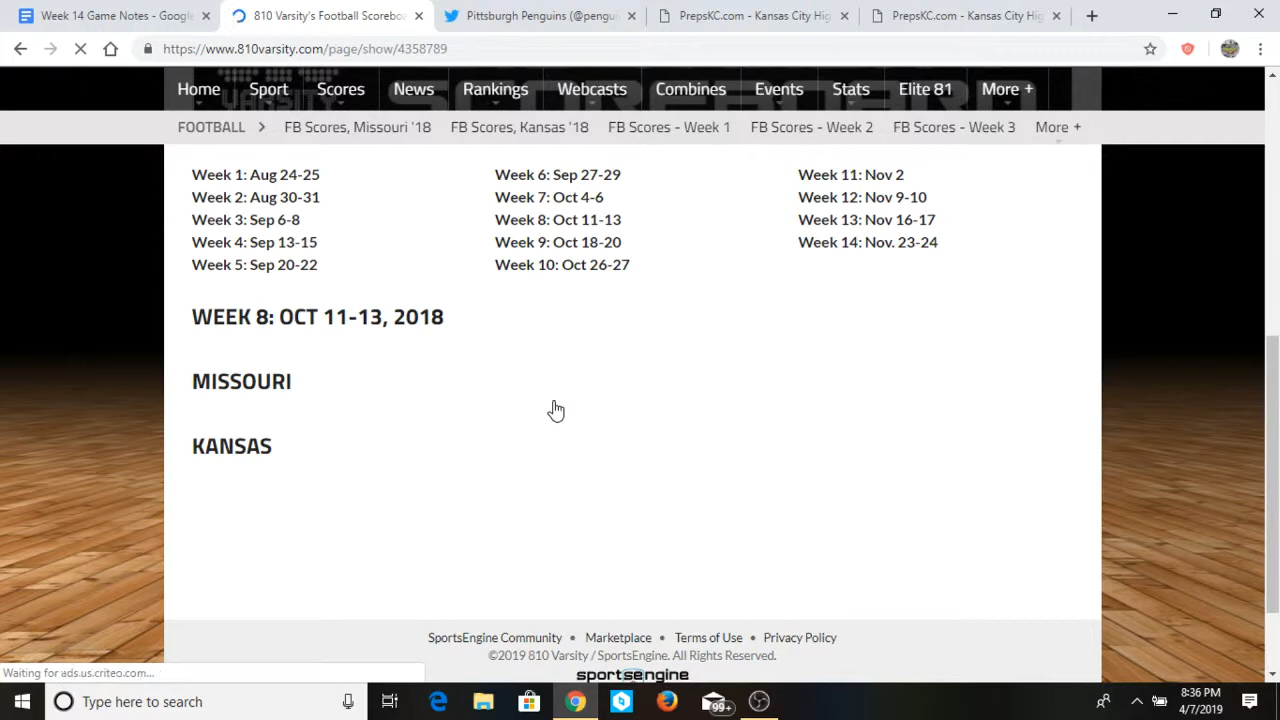 Week 14 Game Notes - Google
810 Varsity's Football Scorebo
Pittsburgh Penguins (@pengui
PrepsKC.com - Kansas City Hig
PrepsKC.com - Kansas City Hig
https://www.810varsity.com/page/show/4358789
Home Sport Scores News Rankings Webcasts Combines Events Stats Elite 81 More +
FOOTBALL > FB Scores, Missouri '18 FB Scores, Kansas '18 FB Scores - Week 1 FB Scores - Week 2 FB Scores - Week 3 More +
Week 1: Aug 24-25
Week 2: Aug 30-31
Week 3: Sep 6-8
Week 4: Sep 13-15
Week 5: Sep 20-22
Week 6: Sep 27-29
Week 7: Oct 4-6
Week 8: Oct 11-13
Week 9: Oct 18-20
Week 10: Oct 26-27
Week 11: Nov 2
Week 12: Nov 9-10
Week 13: Nov 16-17
Week 14: Nov. 23-24
WEEK 8: OCT 11-13, 2018
MISSOURI
KANSAS
SportsEngine Community • Marketplace • Terms of Use • Privacy Policy
©2019 810 Varsity / SportsEngine. All Rights Reserved.
sportsengine
Waiting for ads.us.criteo.com...
Type here to search
99+
8:36 PM
4/7/2019